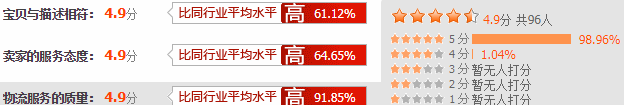 宝贝与描述相符： 4.9分 比同行业平均水平 高 61.12%
卖家的服务态度： 4.9分 比同行业平均水平 高 64.65%
物流服务的质量： 4.9分 比同行业平均水平 高 91.85%
4.9分 共96人
5分 98.96%
4分 1.04%
3分 暂无人打分
2分 暂无人打分
1分 暂无人打分